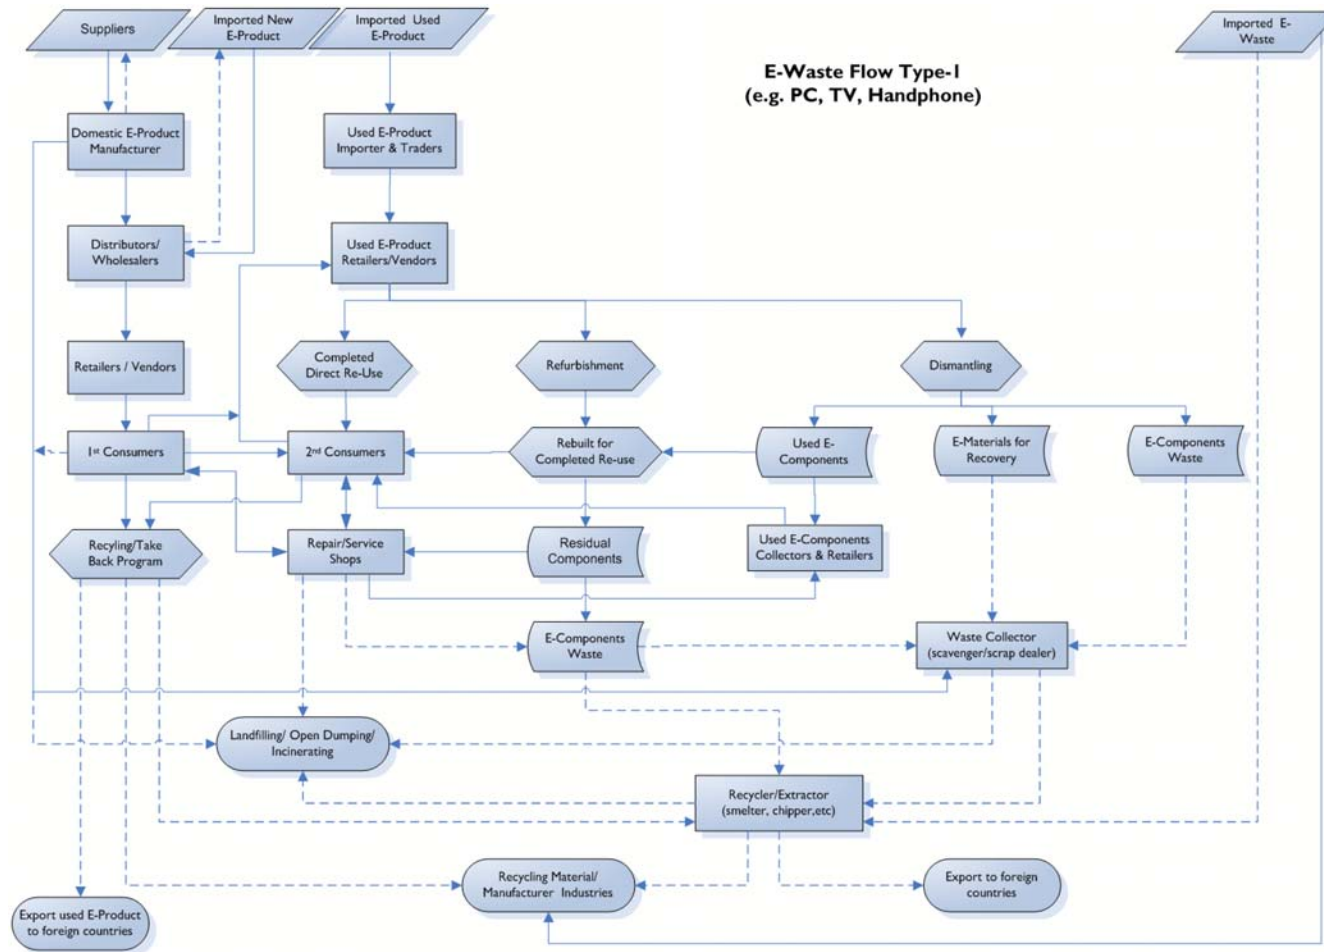 Suppliers
Imported New
E-Product
Imported Used
E-Product
Imported E-
Waste
E-Waste Flow Type-1
(e.g. PC, TV, Handphone)
Domestic E-Product
Manufacturer
Used E-Product
Importer & Traders
Distributors/
Wholesalers
Used E-Product
Retailers/Vendors
Retailers / Vendors
Completed
Direct Re-Use
Refurbishment
Dismantling
1st Consumers
2nd Consumers
Rebuilt for
Completed Re-use
Used E-
Components
E-Materials for
Recovery
E-Components
Waste
Recyling/Take
Back Program
Repair/Service
Shops
Residual
Components
Used E-Components
Collectors & Retailers
E-Components
Waste
Waste Collector
(scavenger/scrap dealer)
Landfilling/ Open Dumping/
Incinerating
Recycler/Extractor
(smelter, chipper,etc)
Recycling Material/
Manufacturer Industries
Export to foreign
countries
Export used E-Product
to foreign countries